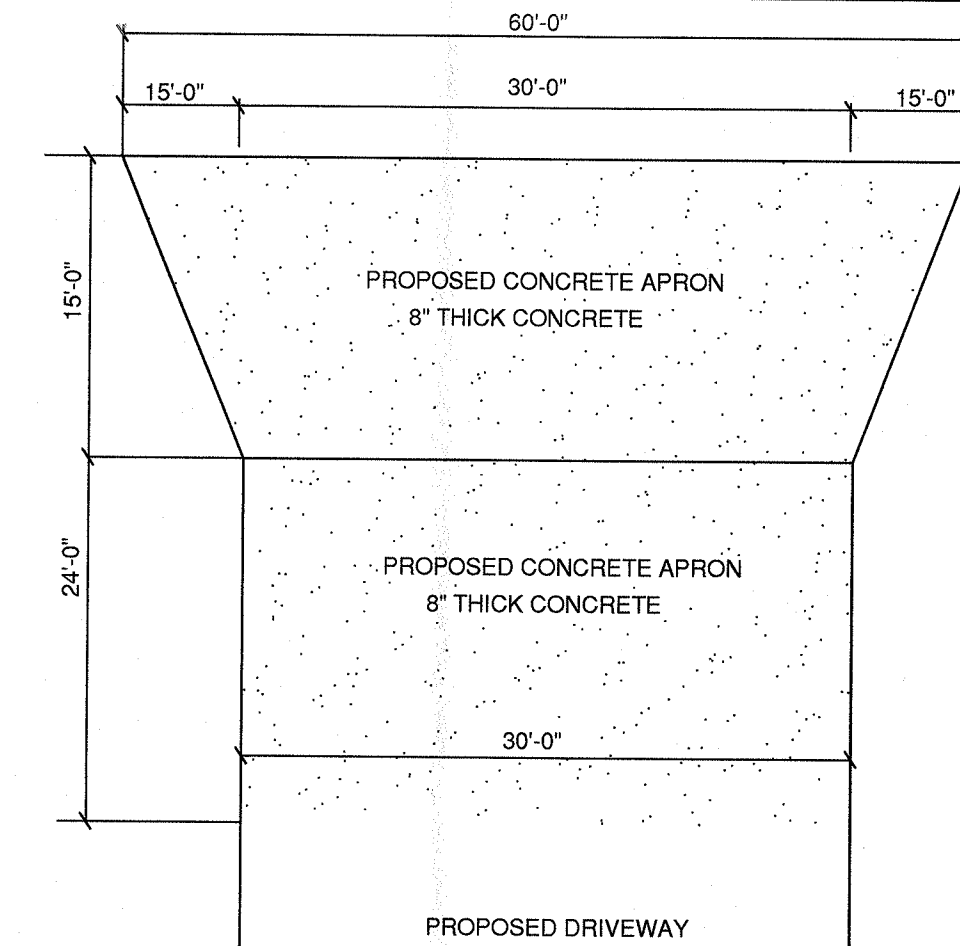 60'-0"
15'-0"
30'-0"
15'-0"
15'-0"
PROPOSED CONCRETE APRON
8" THICK CONCRETE
24'-0"
PROPOSED CONCRETE APRON
8" THICK CONCRETE
30'-0"
PROPOSED DRIVEWAY